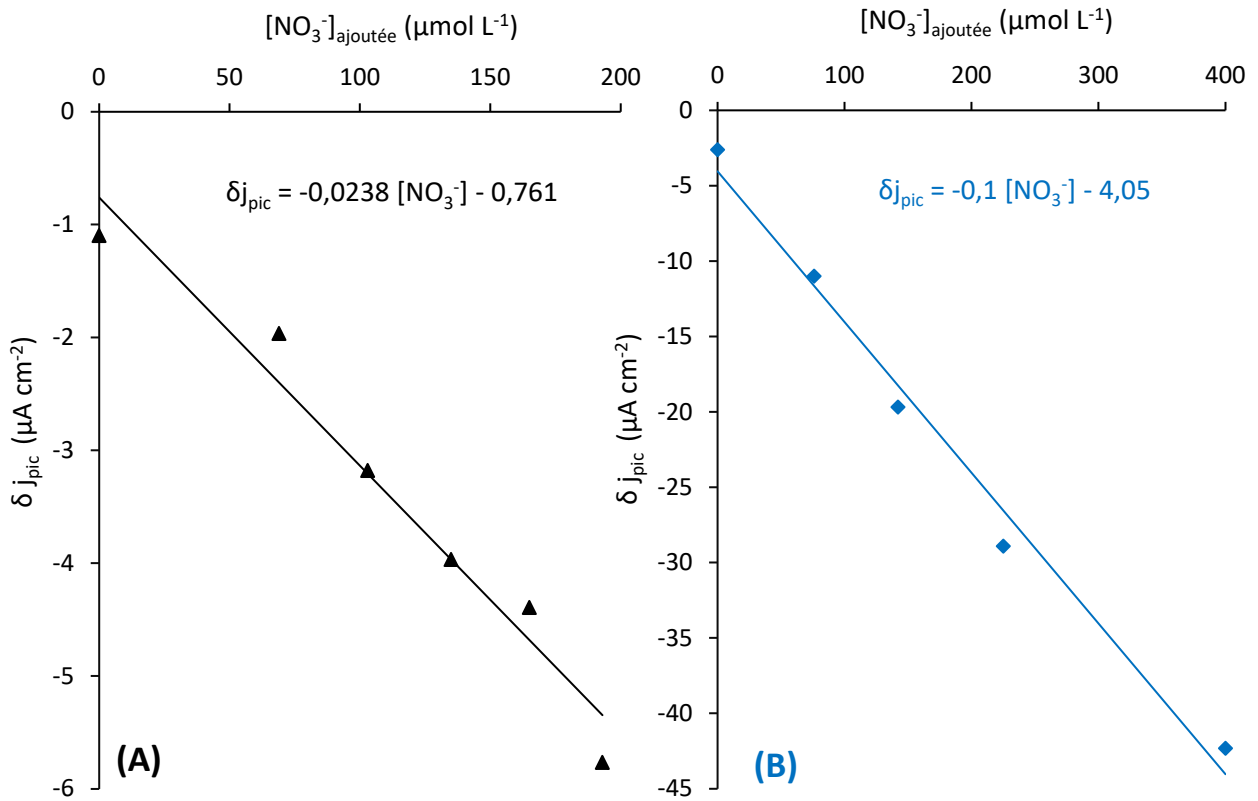 [NO₃⁻]ajoutée (µmol L⁻¹)
0 50 100 150 200
0
-1
-2
-3
-4
-5
-6
δ jpic (µA cm⁻²)
δjpic = -0,0238 [NO₃⁻] - 0,761
(A)
[NO₃⁻]ajoutée (µmol L⁻¹)
0 100 200 300 400
0
-5
-10
-15
-20
-25
-30
-35
-40
-45
δ jpic (µA cm⁻²)
δjpic = -0,1 [NO₃⁻] - 4,05
(B)